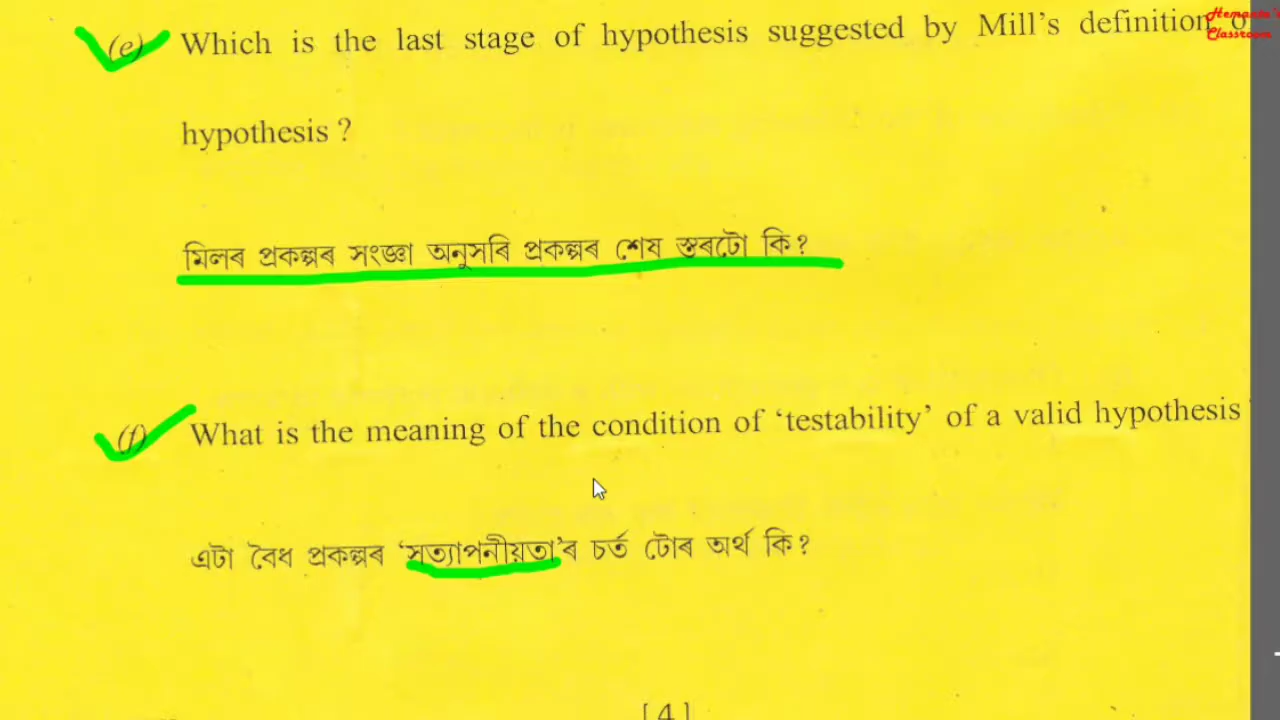 Hemanta's
Classroom
(e) Which is the last stage of hypothesis suggested by Mill's definition
hypothesis ?
মিলৰ প্ৰকল্পৰ সংজ্ঞা অনুসৰি প্ৰকল্পৰ শেষ স্তৰটো কি?
(f) What is the meaning of the condition of ‘testability’ of a valid hypothesis
এটা বৈধ প্ৰকল্পৰ ‘সত্যাপনীয়তা’ৰ চৰ্ত টোৰ অৰ্থ কি?
[4]